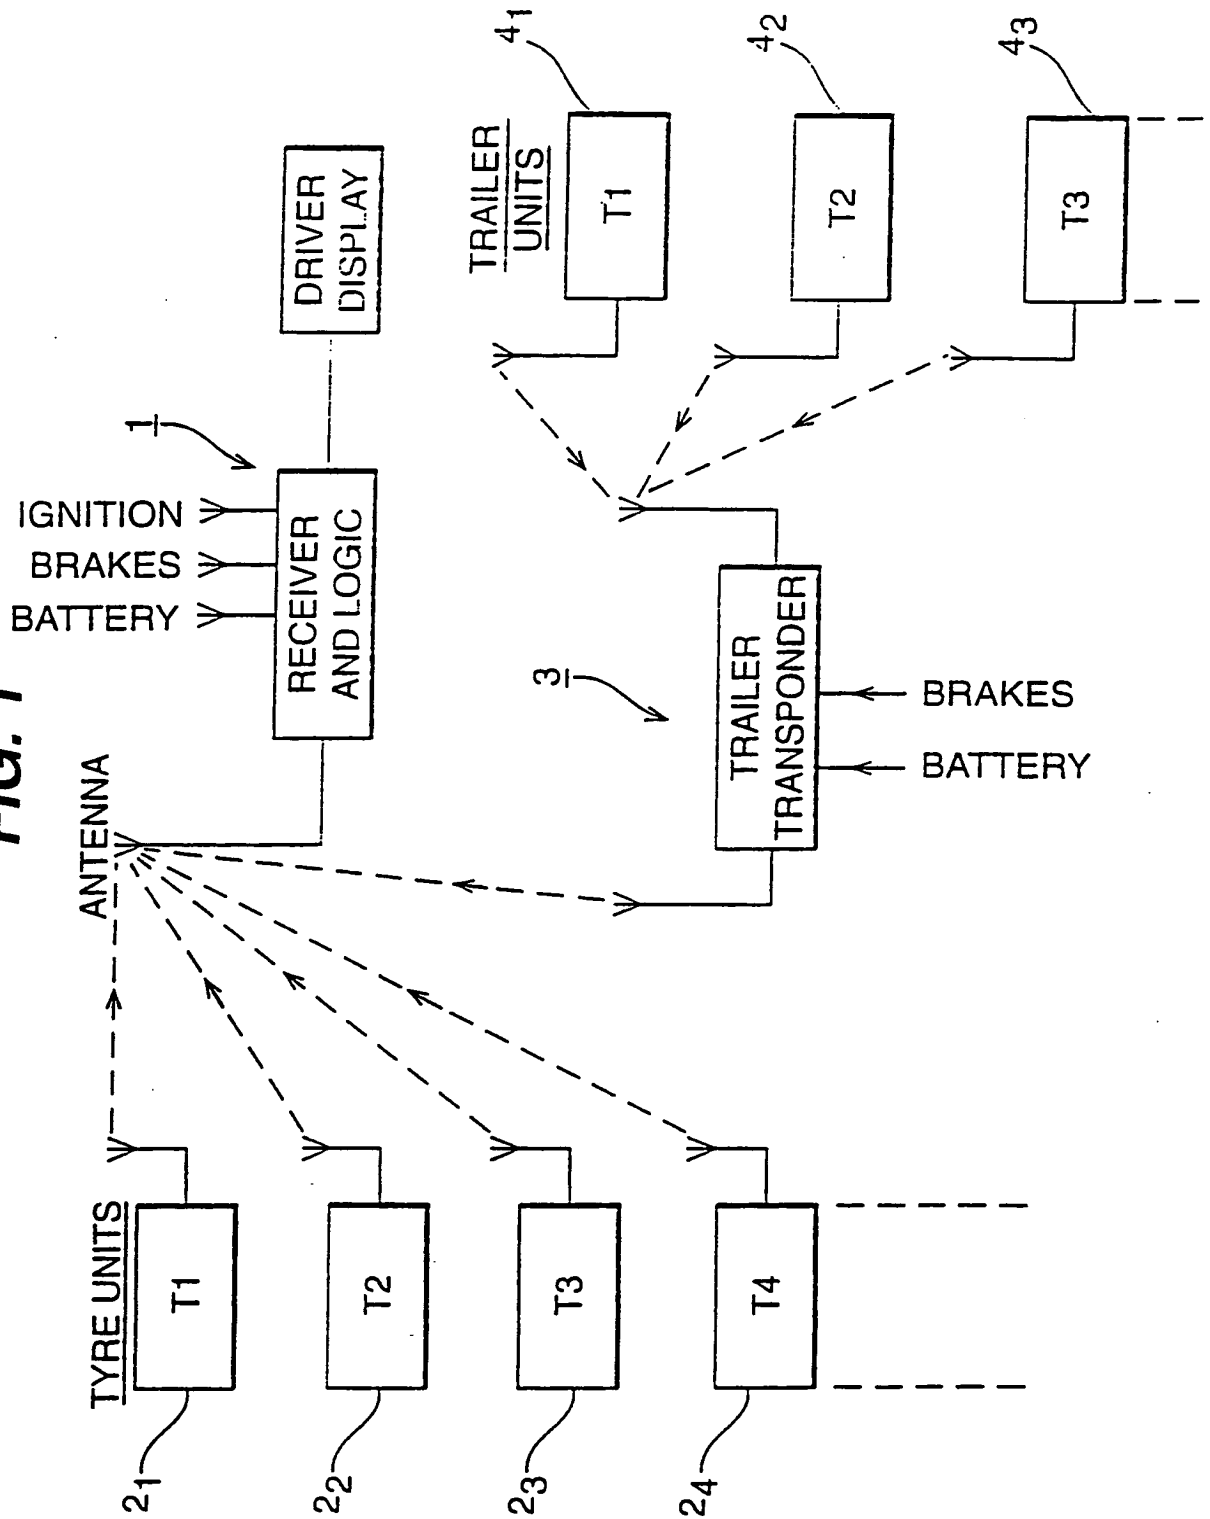 FIG. 1
ANTENNA
BATTERY
BRAKES
IGNITION
1
RECEIVER
AND LOGIC
DRIVER
DISPLAY
TYRE UNITS
T1
21
T2
22
T3
23
T4
24
3
TRAILER
TRANSPONDER
BATTERY
BRAKES
TRAILER
UNITS
T1
41
T2
42
T3
43